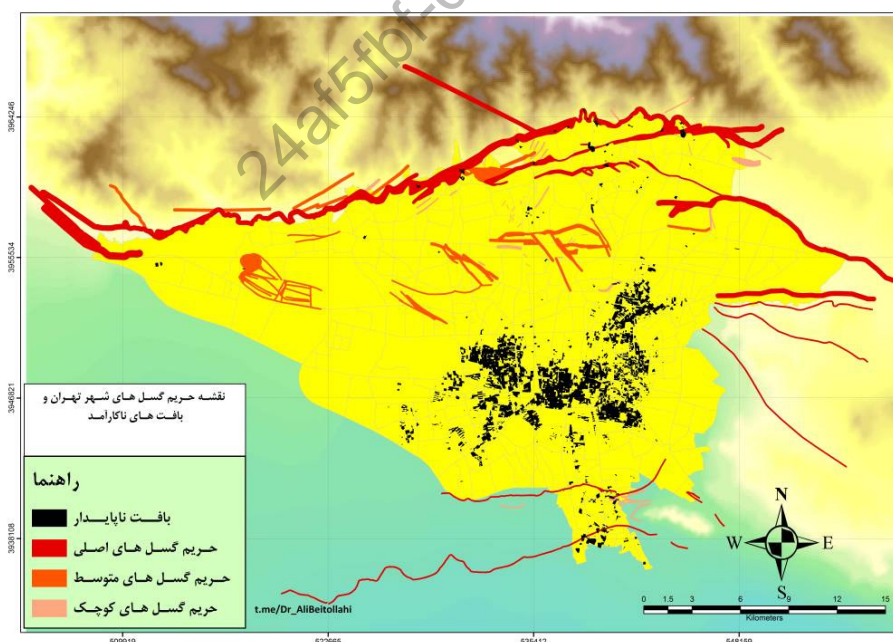 24af5fbf-
3964246
3955534
3946821
3938108
نقشه حریم گسل های شهر تهران و
بافت های ناکارآمد
راهنما
بافت ناپایدار
حریم گسل های اصلی
حریم گسل های متوسط
حریم گسل های کوچک
t.me/Dr_AliBeitollahi
N
W E
S
0 1.5 3 6 9 12 15
Kilometers